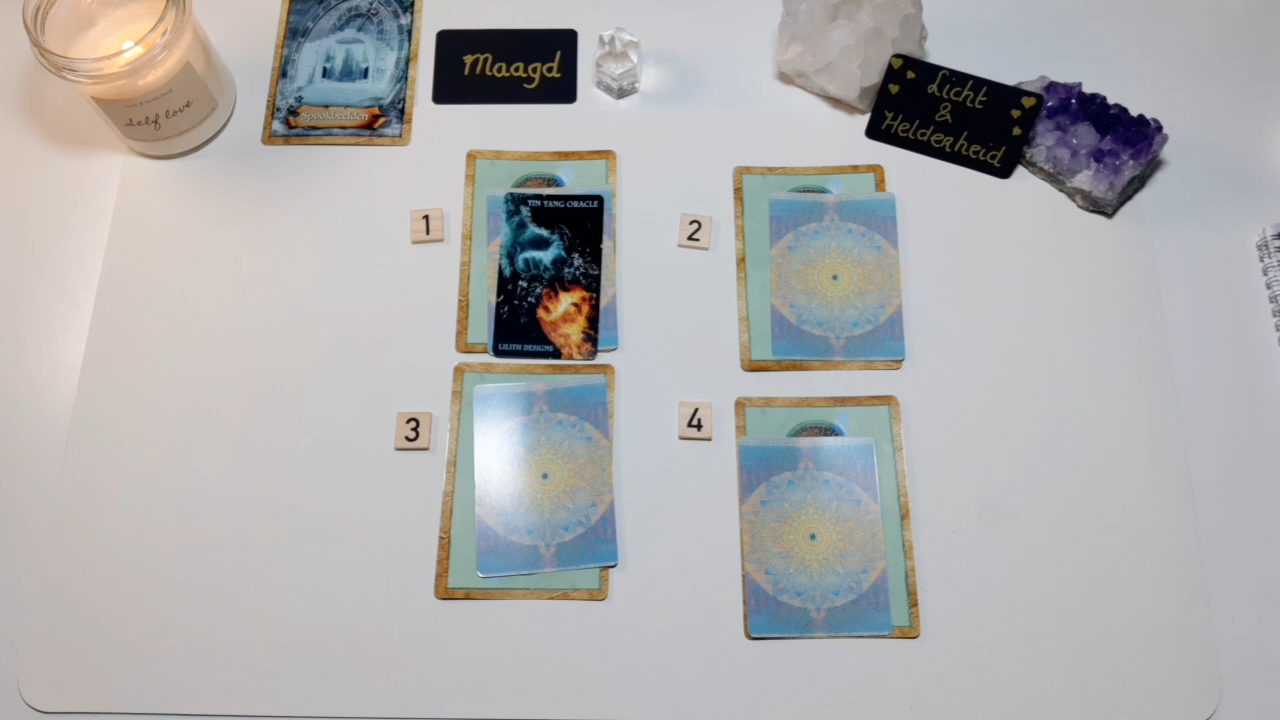 Self love
Spookbeelden
Maagd
Licht
&
Helderheid
1
YIN YANG ORACLE
LILITH DESIGNS
2
3
4